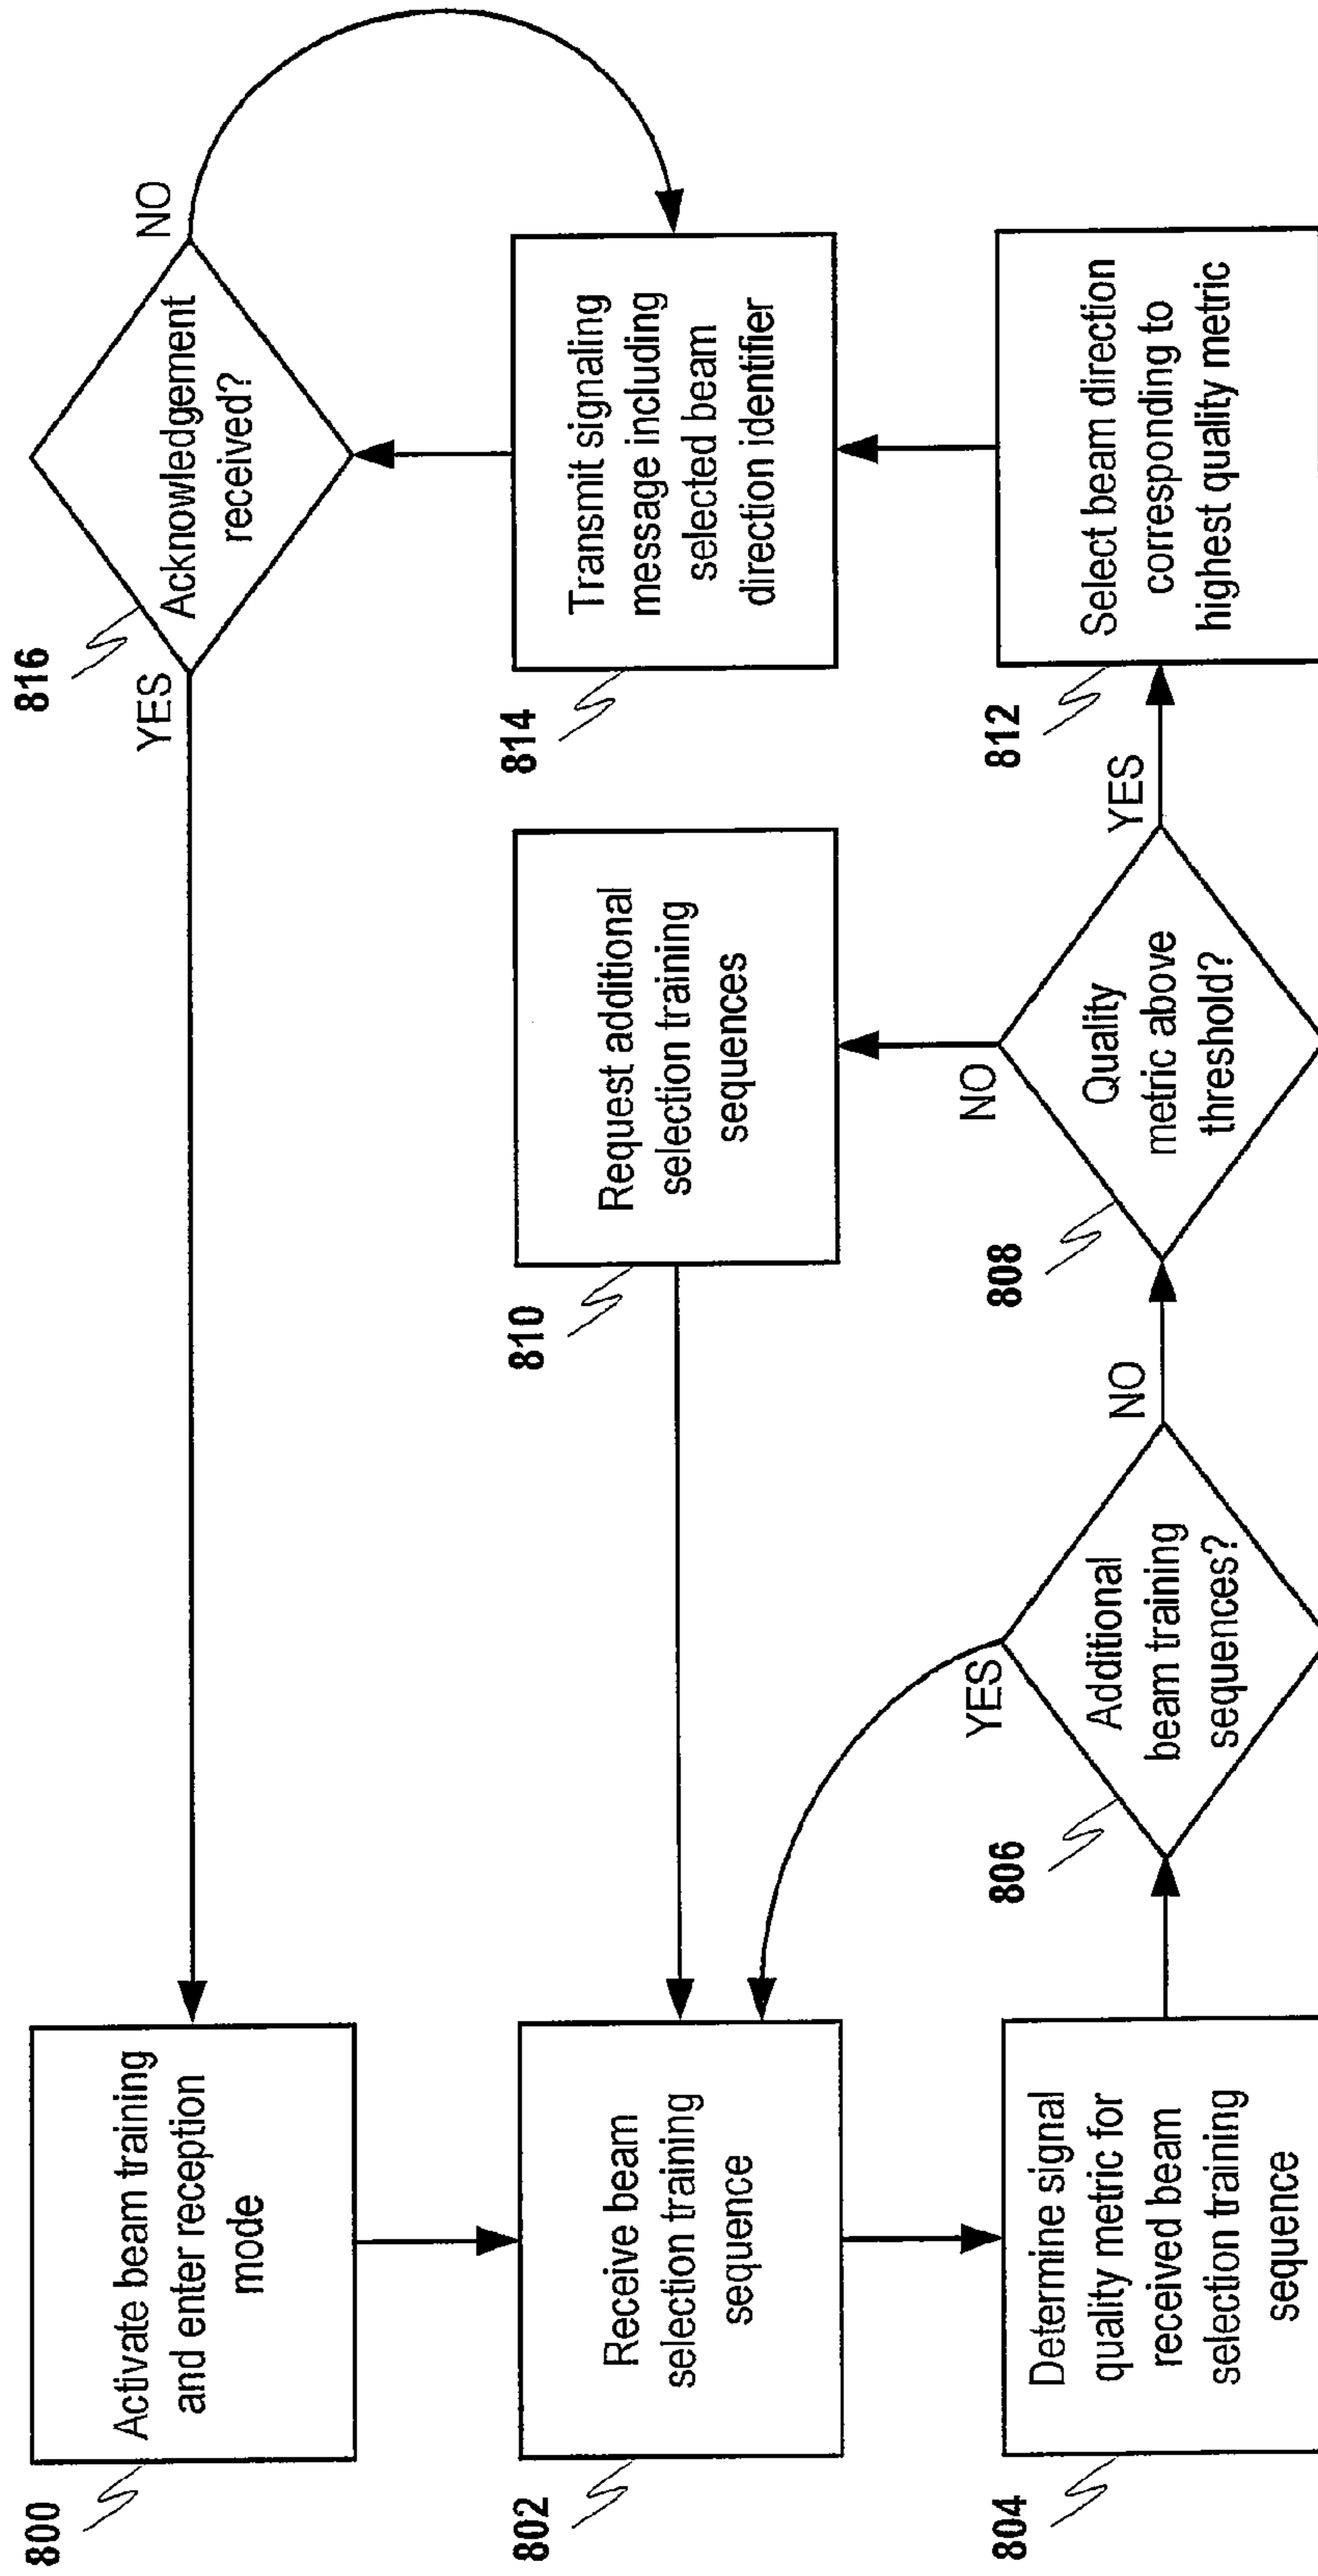 800
Activate beam training
and enter reception
mode
802
Receive beam
selection training
sequence
804
Determine signal
quality metric for
received beam
selection training
sequence
806
Additional
beam training
sequences?
YES
NO
808
Quality
metric above
threshold?
NO
YES
810
Request additional
selection training
sequences
812
Select beam direction
corresponding to
highest quality metric
814
Transmit signaling
message including
selected beam
direction identifier
816
Acknowledgement
received?
YES
NO